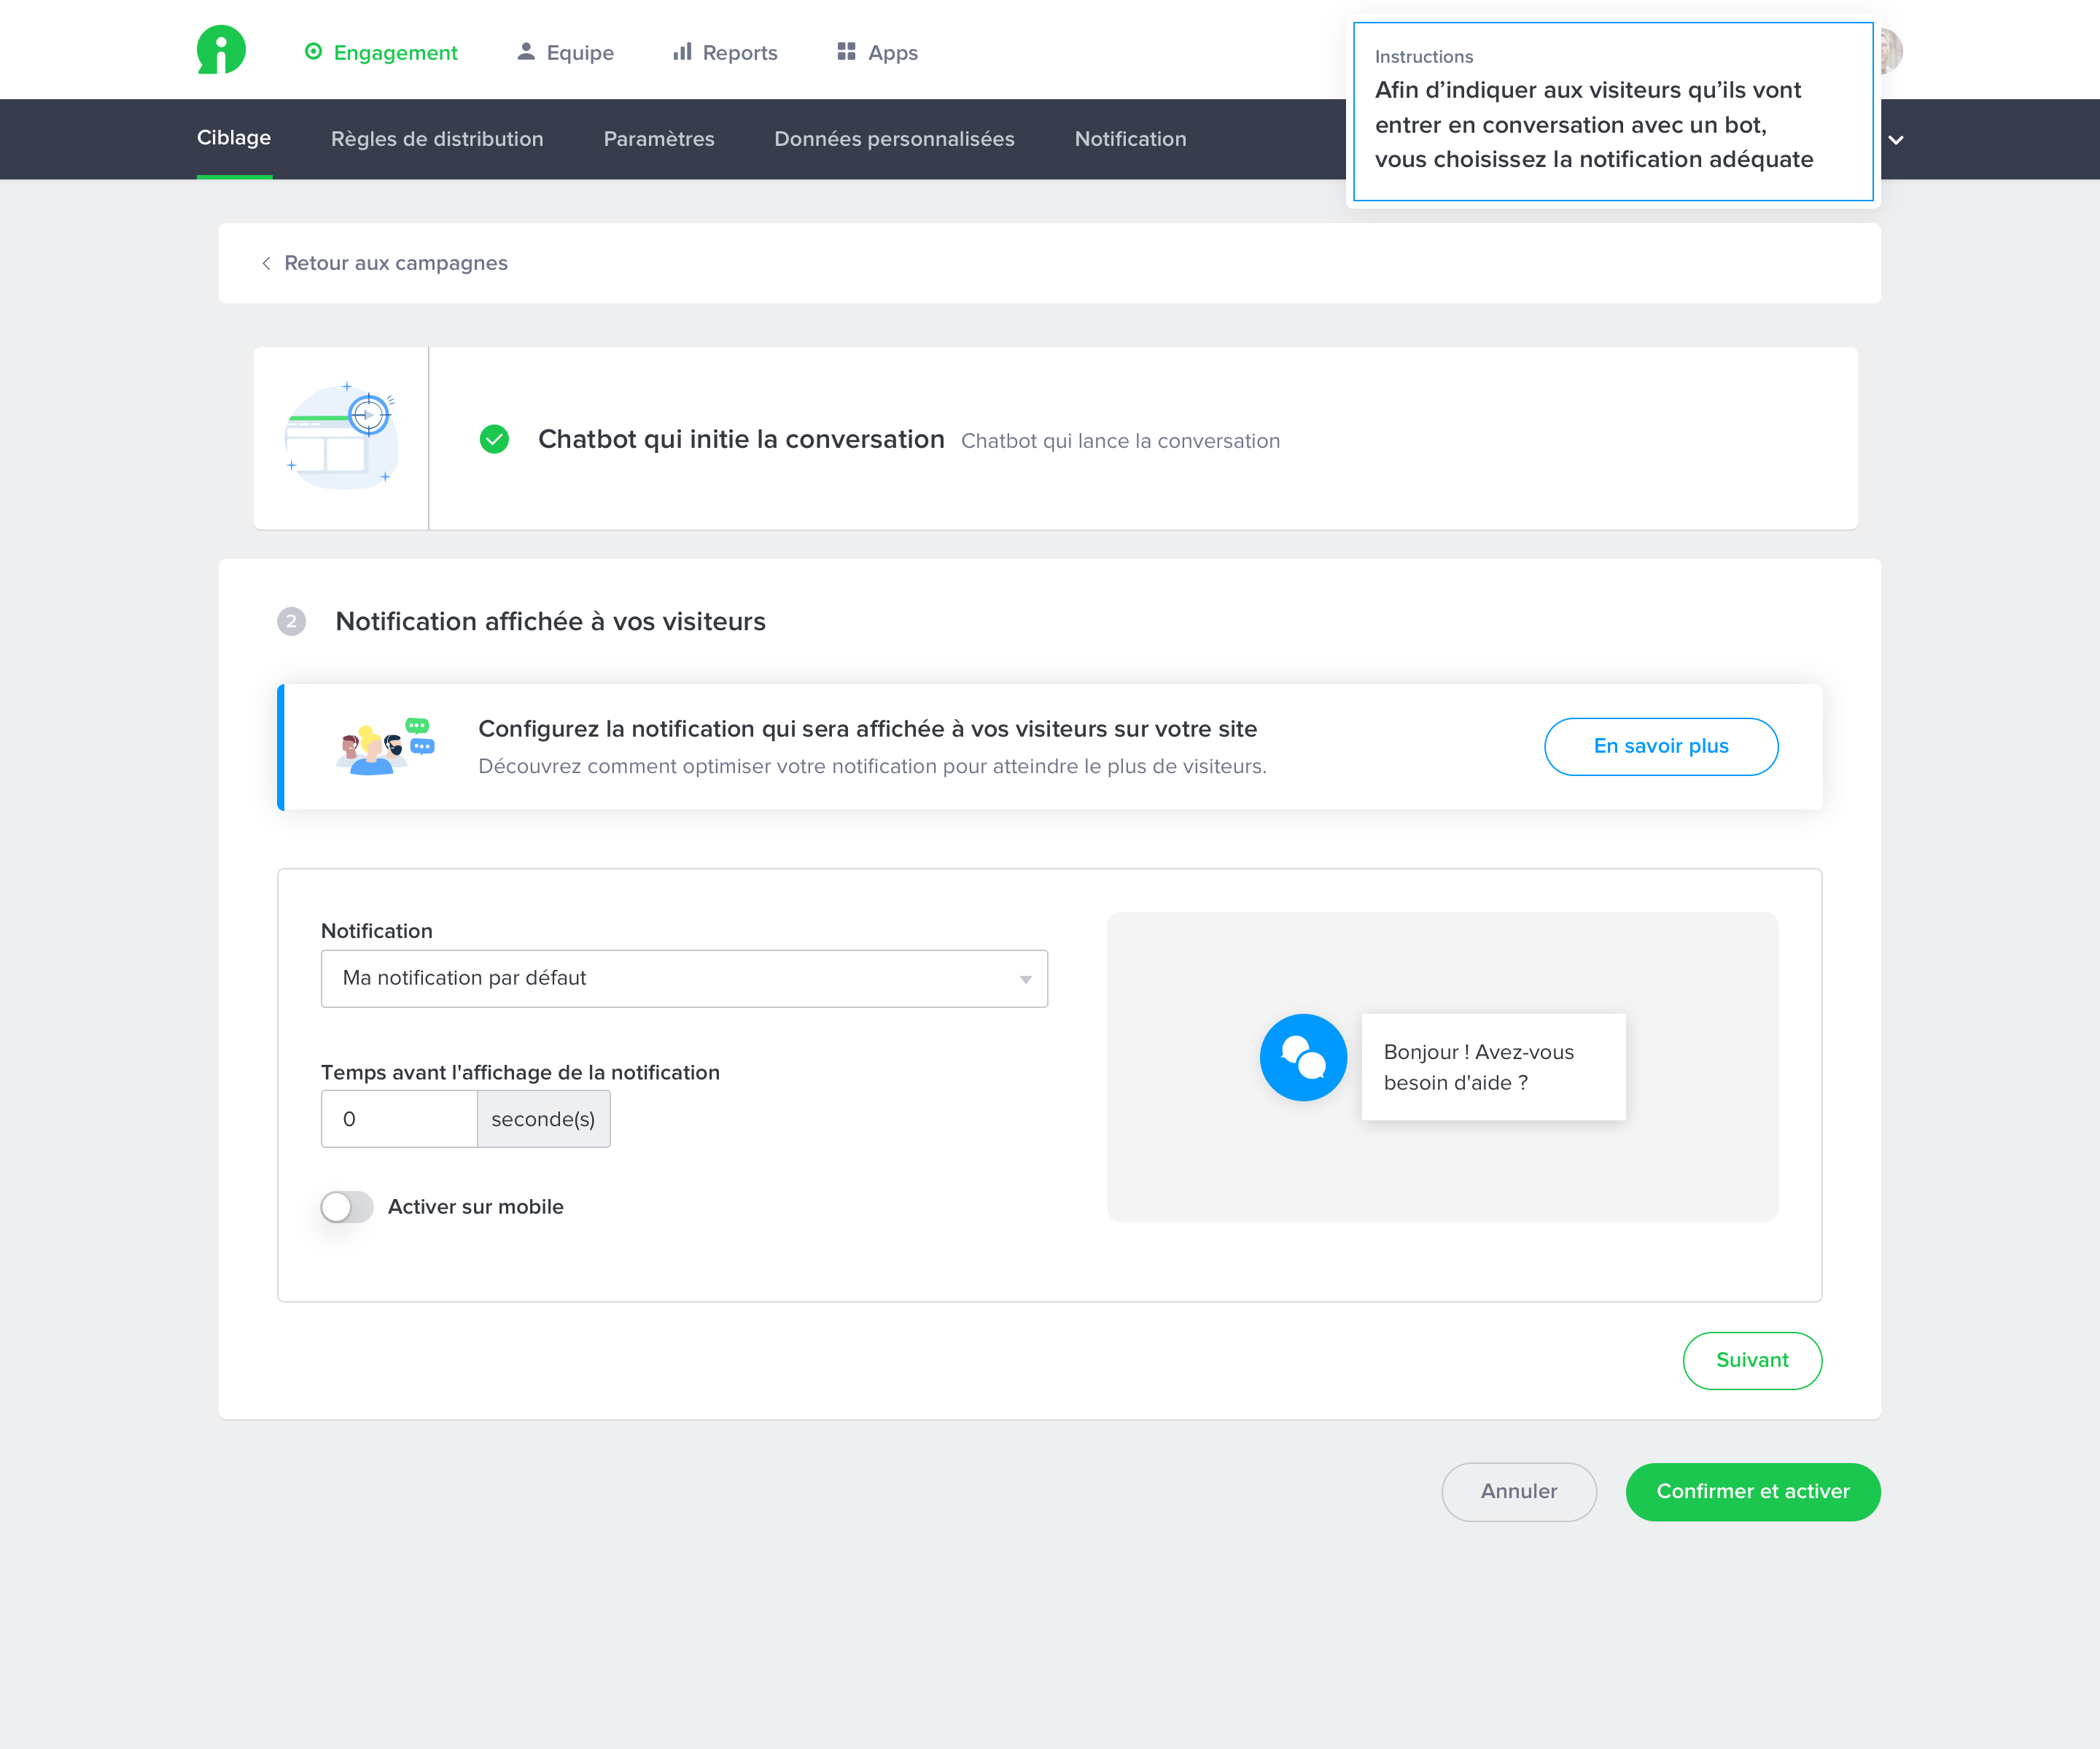 Engagement
Equipe
Reports
Apps
Instructions
Afin d’indiquer aux visiteurs qu’ils vont
entrer en conversation avec un bot,
vous choisissez la notification adéquate
Ciblage
Règles de distribution
Paramètres
Données personnalisées
Notification
Retour aux campagnes
Chatbot qui initie la conversation
Chatbot qui lance la conversation
2
Notification affichée à vos visiteurs
Configurez la notification qui sera affichée à vos visiteurs sur votre site
Découvrez comment optimiser votre notification pour atteindre le plus de visiteurs.
En savoir plus
Notification
Ma notification par défaut
Temps avant l'affichage de la notification
0
seconde(s)
Activer sur mobile
Bonjour ! Avez-vous
besoin d'aide ?
Suivant
Annuler
Confirmer et activer